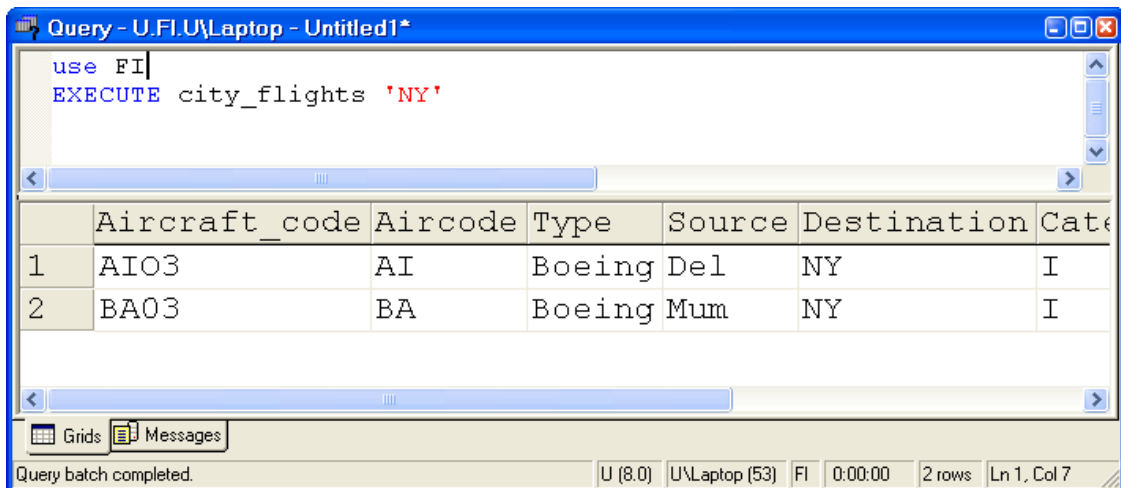 Query - U.FI.U\Laptop - Untitled1*
use FI
EXECUTE city_flights 'NY'
Aircraft_code Aircode Type Source Destination Cate
1 AIO3 AI Boeing Del NY I
2 BA03 BA Boeing Mum NY I
Grids Messages
Query batch completed. U (8.0) U\Laptop (53) FI 0:00:00 2 rows Ln 1, Col 7